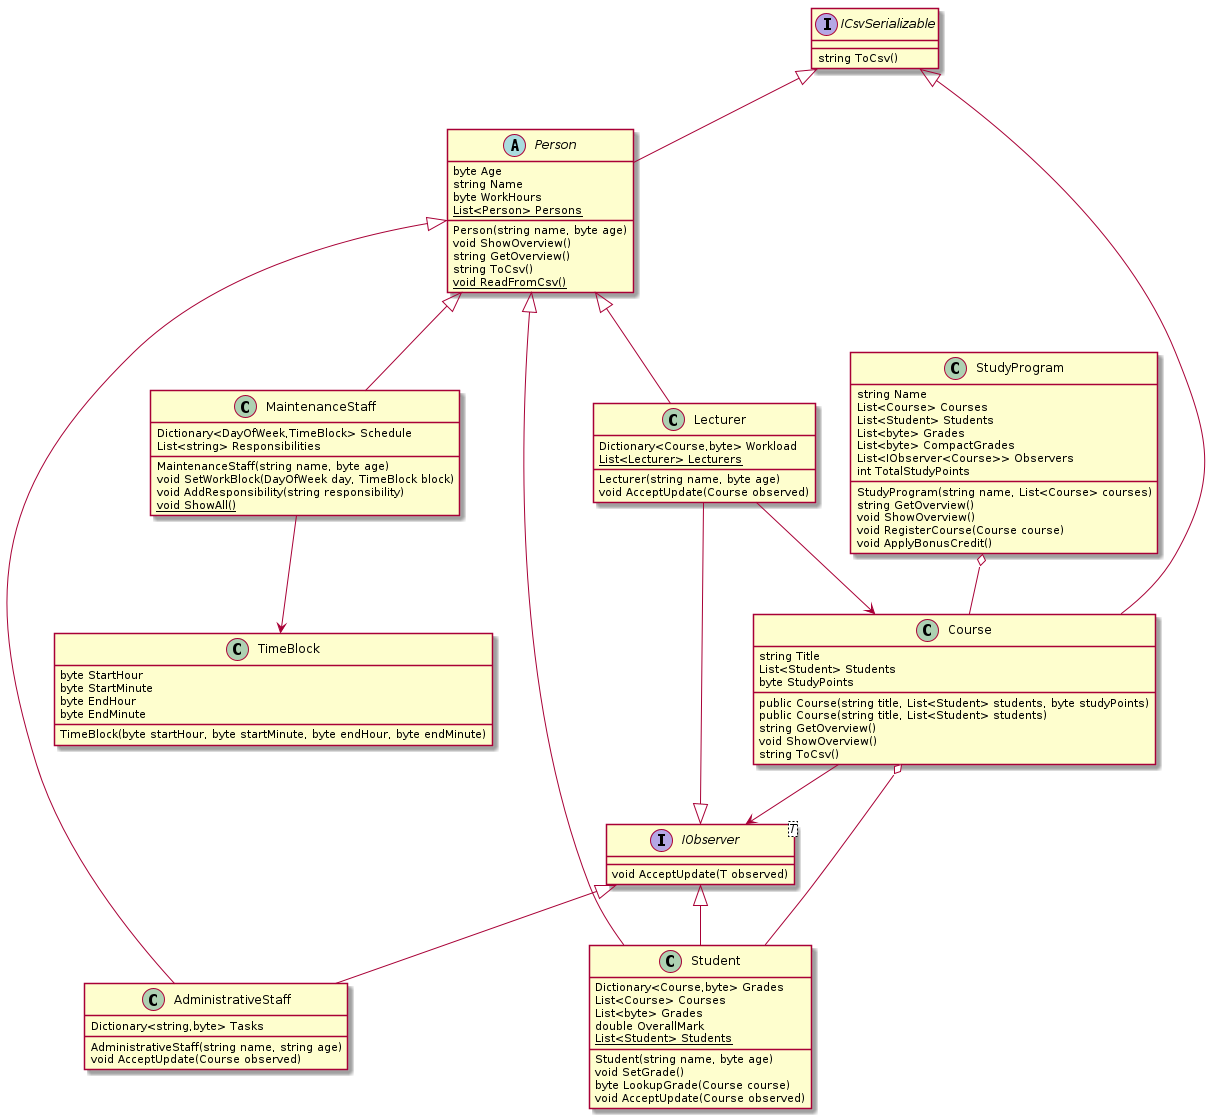 I ICsvSerializable
string ToCsv()
A Person
byte Age
string Name
byte WorkHours
List<Person> Persons
Person(string name, byte age)
void ShowOverview()
string GetOverview()
string ToCsv()
void ReadFromCsv()
C StudyProgram
string Name
List<Course> Courses
List<Student> Students
List<byte> Grades
List<byte> CompactGrades
List<IObserver<Course>> Observers
int TotalStudyPoints
StudyProgram(string name, List<Course> courses)
string GetOverview()
void ShowOverview()
void RegisterCourse(Course course)
void ApplyBonusCredit()
C MaintenanceStaff
Dictionary<DayOfWeek,TimeBlock> Schedule
List<string> Responsibilities
MaintenanceStaff(string name, byte age)
void SetWorkBlock(DayOfWeek day, TimeBlock block)
void AddResponsibility(string responsibility)
void ShowAll()
C Lecturer
Dictionary<Course,byte> Workload
List<Lecturer> Lecturers
Lecturer(string name, byte age)
void AcceptUpdate(Course observed)
C TimeBlock
byte StartHour
byte StartMinute
byte EndHour
byte EndMinute
TimeBlock(byte startHour, byte startMinute, byte endHour, byte endMinute)
C Course
string Title
List<Student> Students
byte StudyPoints
public Course(string title, List<Student> students, byte studyPoints)
public Course(string title, List<Student> students)
string GetOverview()
void ShowOverview()
string ToCsv()
I IObserver T
void AcceptUpdate(T observed)
C AdministrativeStaff
Dictionary<string,byte> Tasks
AdministrativeStaff(string name, string age)
void AcceptUpdate(Course observed)
C Student
Dictionary<Course,byte> Grades
List<Course> Courses
List<byte> Grades
double OverallMark
List<Student> Students
Student(string name, byte age)
void SetGrade()
byte LookupGrade(Course course)
void AcceptUpdate(Course observed)